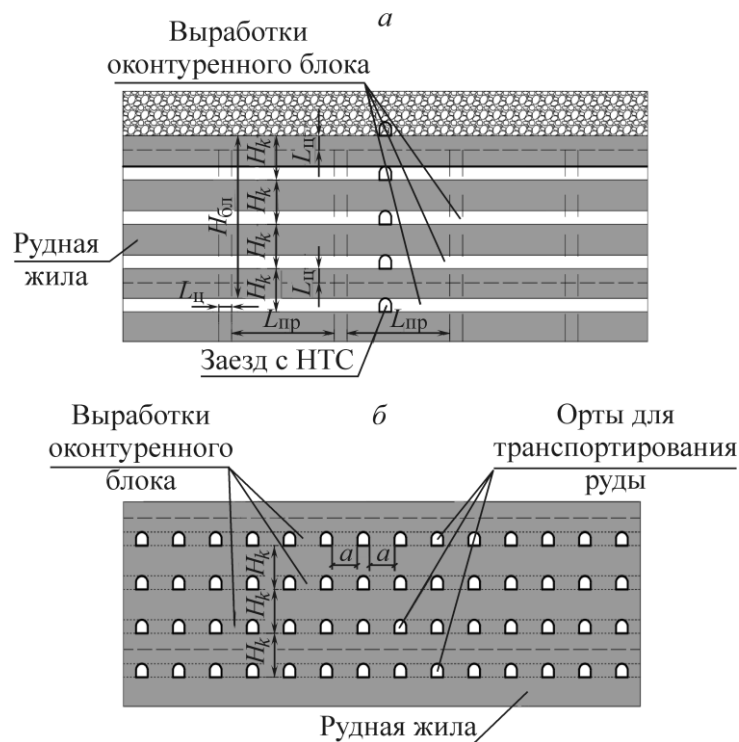 а
Выработки
оконтуренного блока
Hk
Lц
Hбл
Hk
Hk
Рудная
жила
Lц
Hk
Lц
Lпр
Lпр
Заезд с НТС
Выработки
оконтуренного
блока
б
Орты для
транспортирования
руды
a
a
Hk
Hk
Hk
Рудная жила